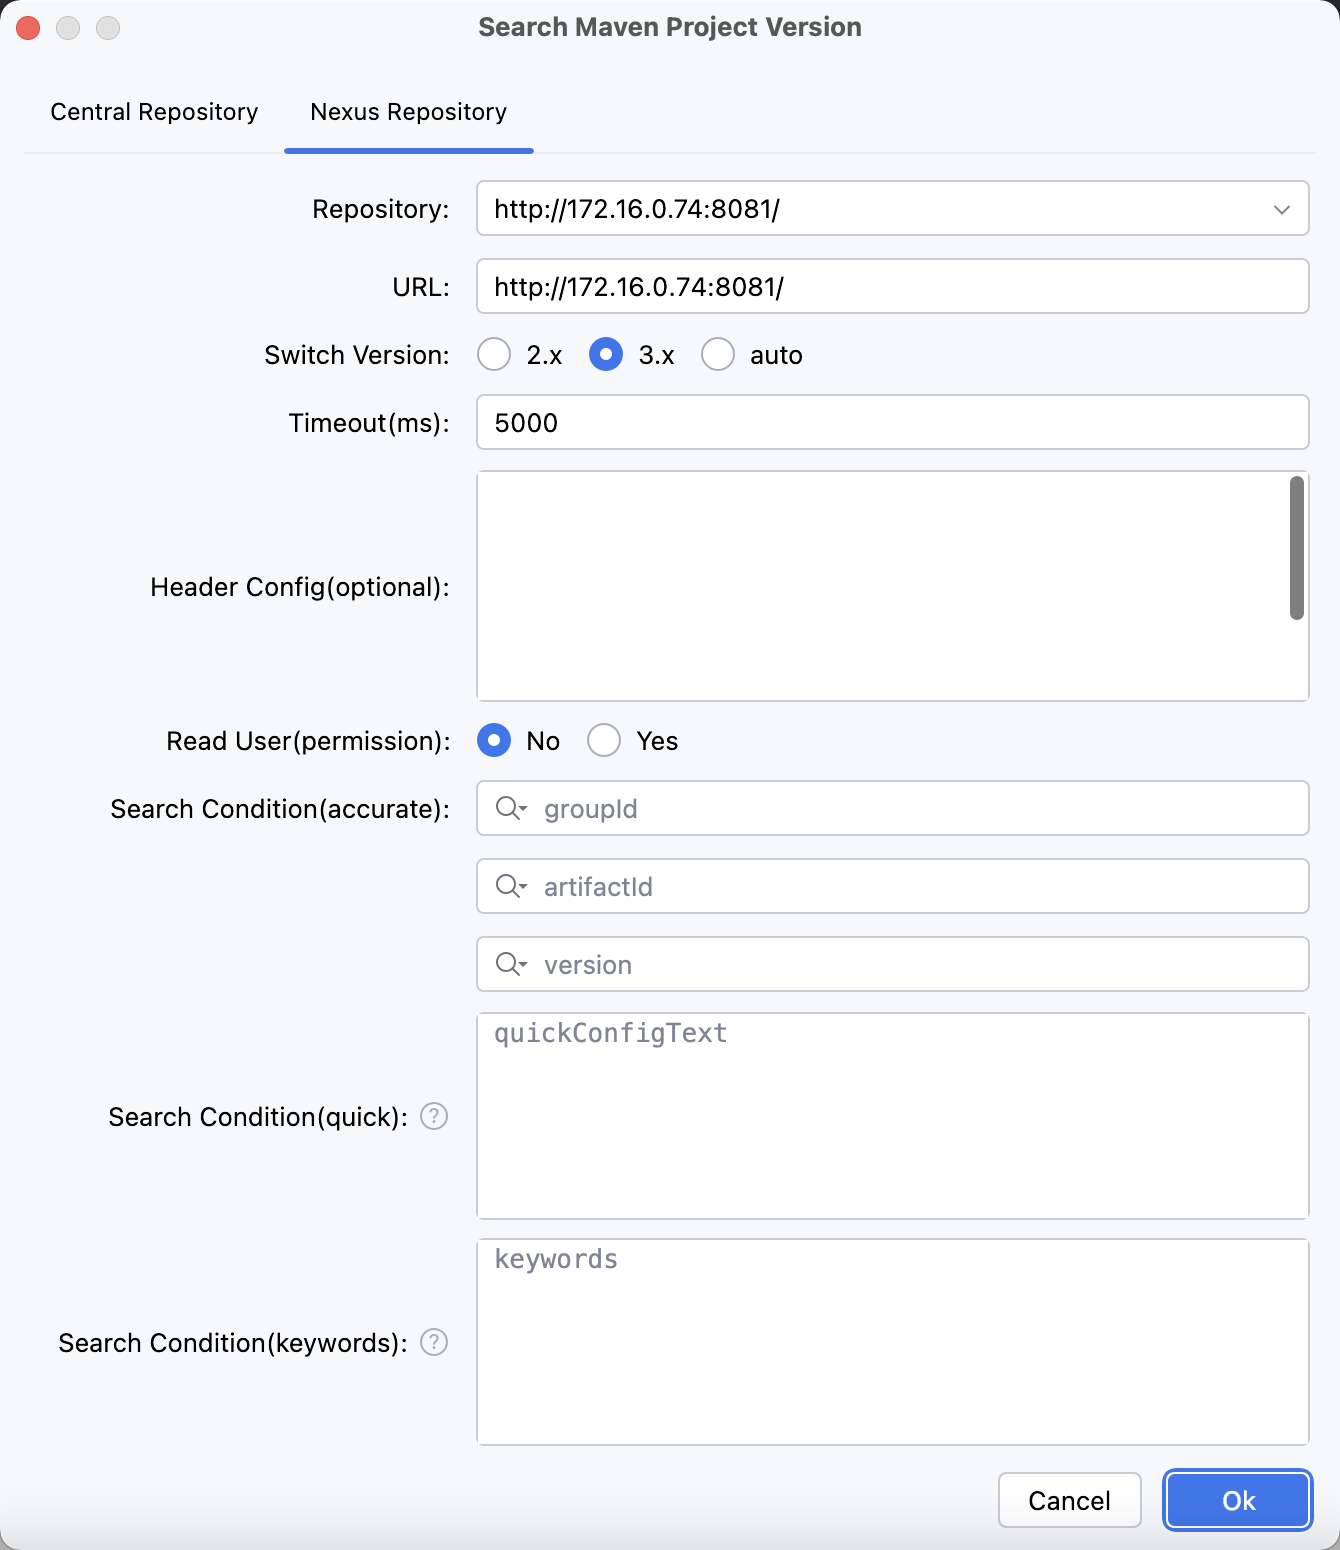 Search Maven Project Version
Central Repository Nexus Repository
Repository: http://172.16.0.74:8081/
URL: http://172.16.0.74:8081/
Switch Version: 2.x 3.x auto
Timeout(ms): 5000
Header Config(optional):
Read User(permission): No Yes
Search Condition(accurate): groupId
artifactId
version
quickConfigText
Search Condition(quick): ?
keywords
Search Condition(keywords): ?
Cancel Ok